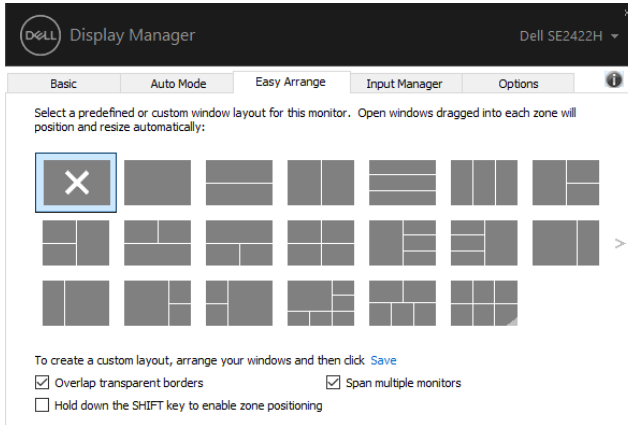 DELL Display Manager Dell SE2422H
Basic Auto Mode Easy Arrange Input Manager Options
Select a predefined or custom window layout for this monitor. Open windows dragged into each zone will
position and resize automatically:
To create a custom layout, arrange your windows and then click Save
Overlap transparent borders Span multiple monitors
Hold down the SHIFT key to enable zone positioning